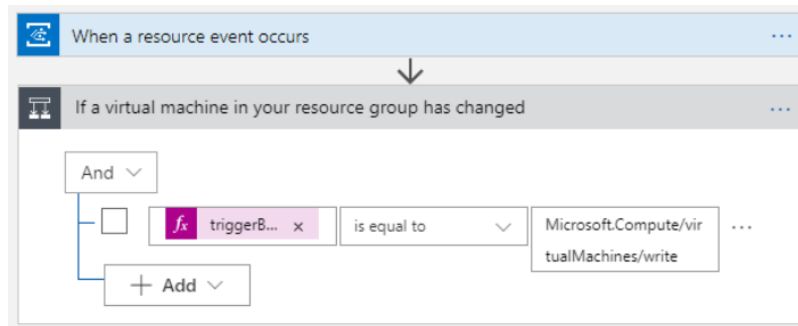 When a resource event occurs
If a virtual machine in your resource group has changed
And
fx triggerB... x is equal to Microsoft.Compute/vir
tualMachines/write
+ Add